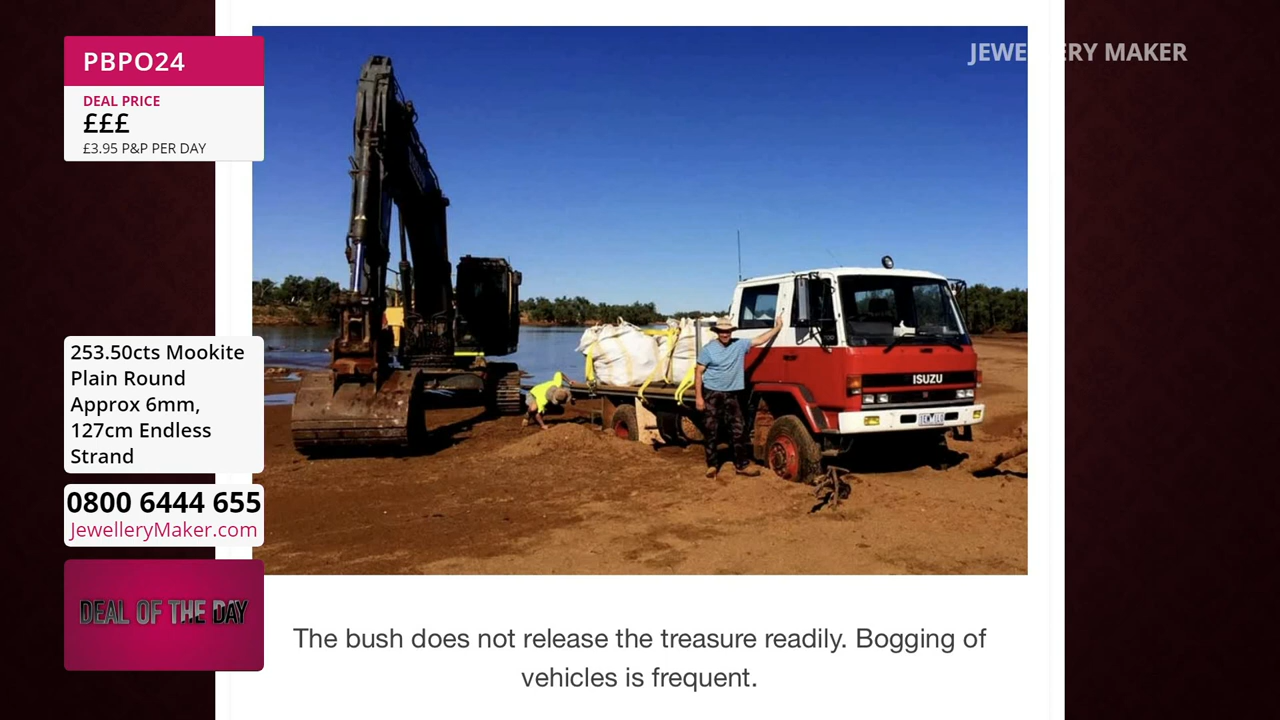 PBPO24
DEAL PRICE
£££
£3.95 P&P PER DAY
JEWELLERY MAKER
ISUZU
253.50cts Mookite
Plain Round
Approx 6mm,
127cm Endless
Strand
0800 6444 655
JewelleryMaker.com
DEAL OF THE DAY
The bush does not release the treasure readily. Bogging of
vehicles is frequent.